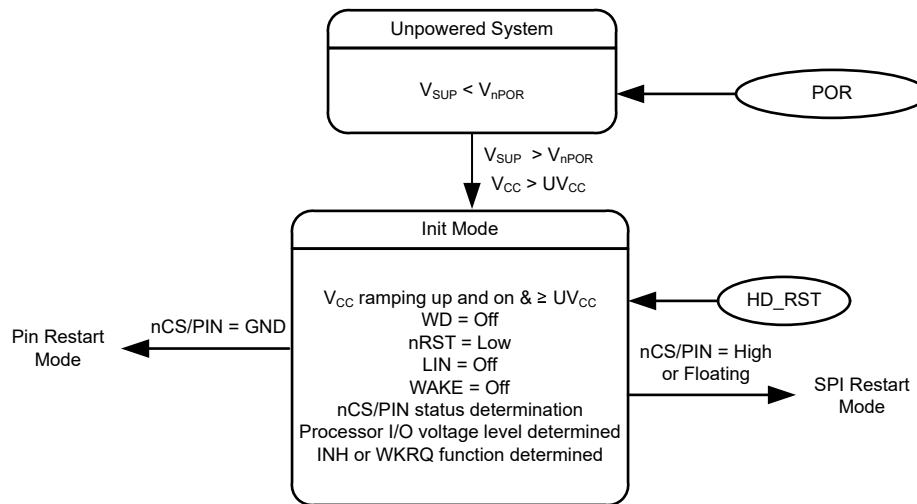 Unpowered System
V_SUP < V_nPOR
POR
V_SUP > V_nPOR
V_CC > UV_CC
Init Mode
V_CC ramping up and on & ≥ UV_CC
WD = Off
nRST = Low
LIN = Off
WAKE = Off
nCS/PIN status determination
Processor I/O voltage level determined
INH or WKRQ function determined
HD_RST
nCS/PIN = GND
Pin Restart
Mode
nCS/PIN = High
or Floating
SPI Restart
Mode